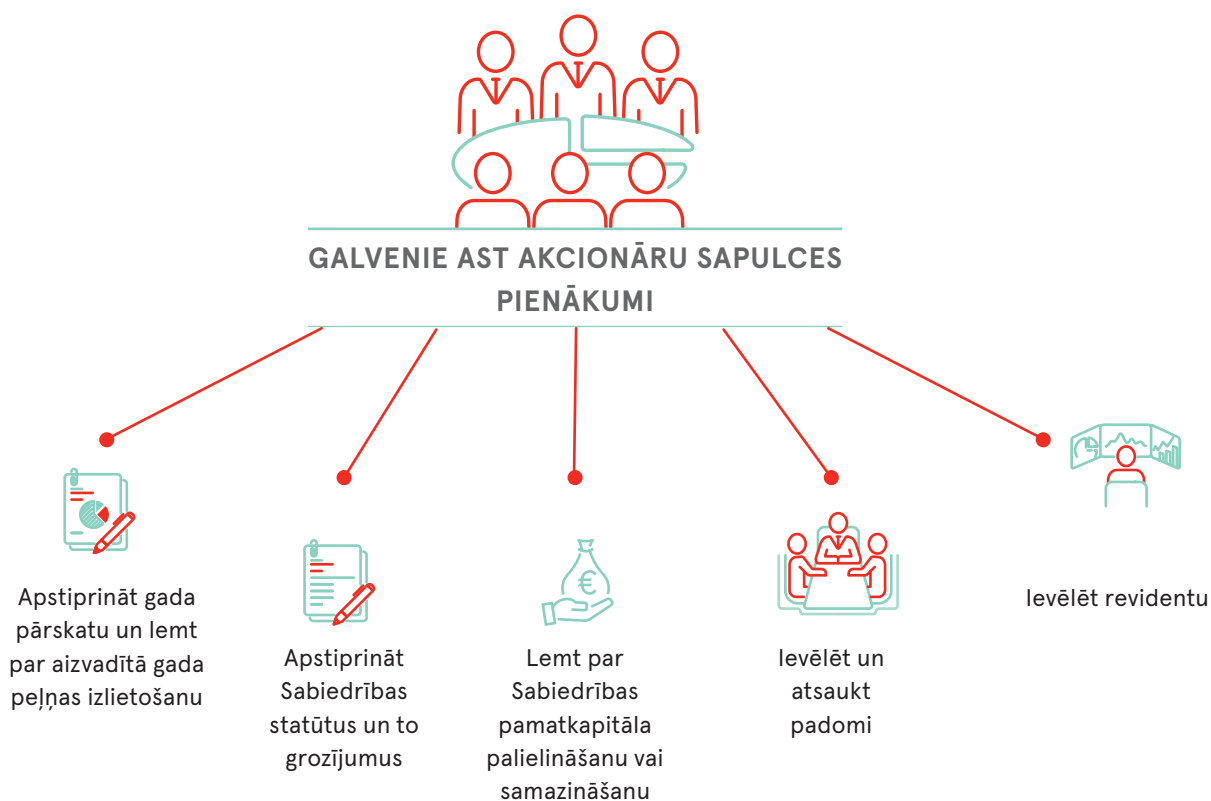 GALVENIE AST AKCIONĀRU SAPULCES
PIENĀKUMI
Apstiprināt gada
pārskatu un lemt
par aizvadītā gada
peļņas izlietošanu
Apstiprināt
Sabiedrības
statūtus un to
grozījumus
€
Lemt par
Sabiedrības
pamatkapitāla
palielināšanu vai
samazināšanu
Ievēlēt un
atsaukt
padomi
Ievēlēt revidentu